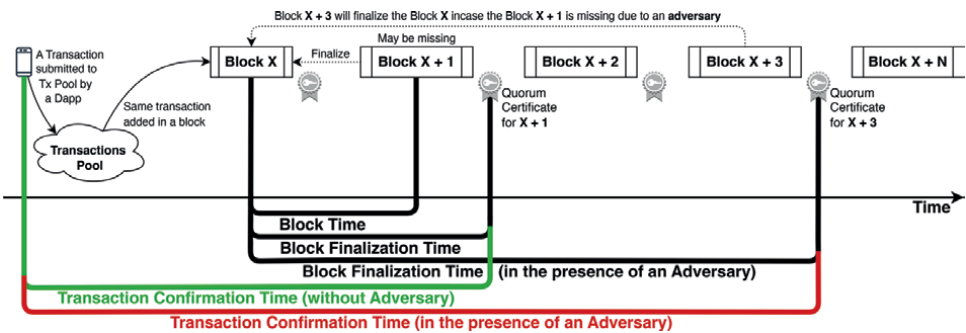 Block X + 3 will finalize the Block X incase the Block X + 1 is missing due to an adversary
May be missing
A Transaction
submitted to
Tx Pool by
a Dapp
Block X
Finalize
Block X + 1
Block X + 2
Block X + 3
Block X + N
Same transaction
added in a block
Quorum
Certificate
for X + 1
Quorum
Certificate
for X + 3
Transactions
Pool
Time
Block Time
Block Finalization Time
Block Finalization Time (in the presence of an Adversary)
Transaction Confirmation Time (without Adversary)
Transaction Confirmation Time (in the presence of an Adversary)